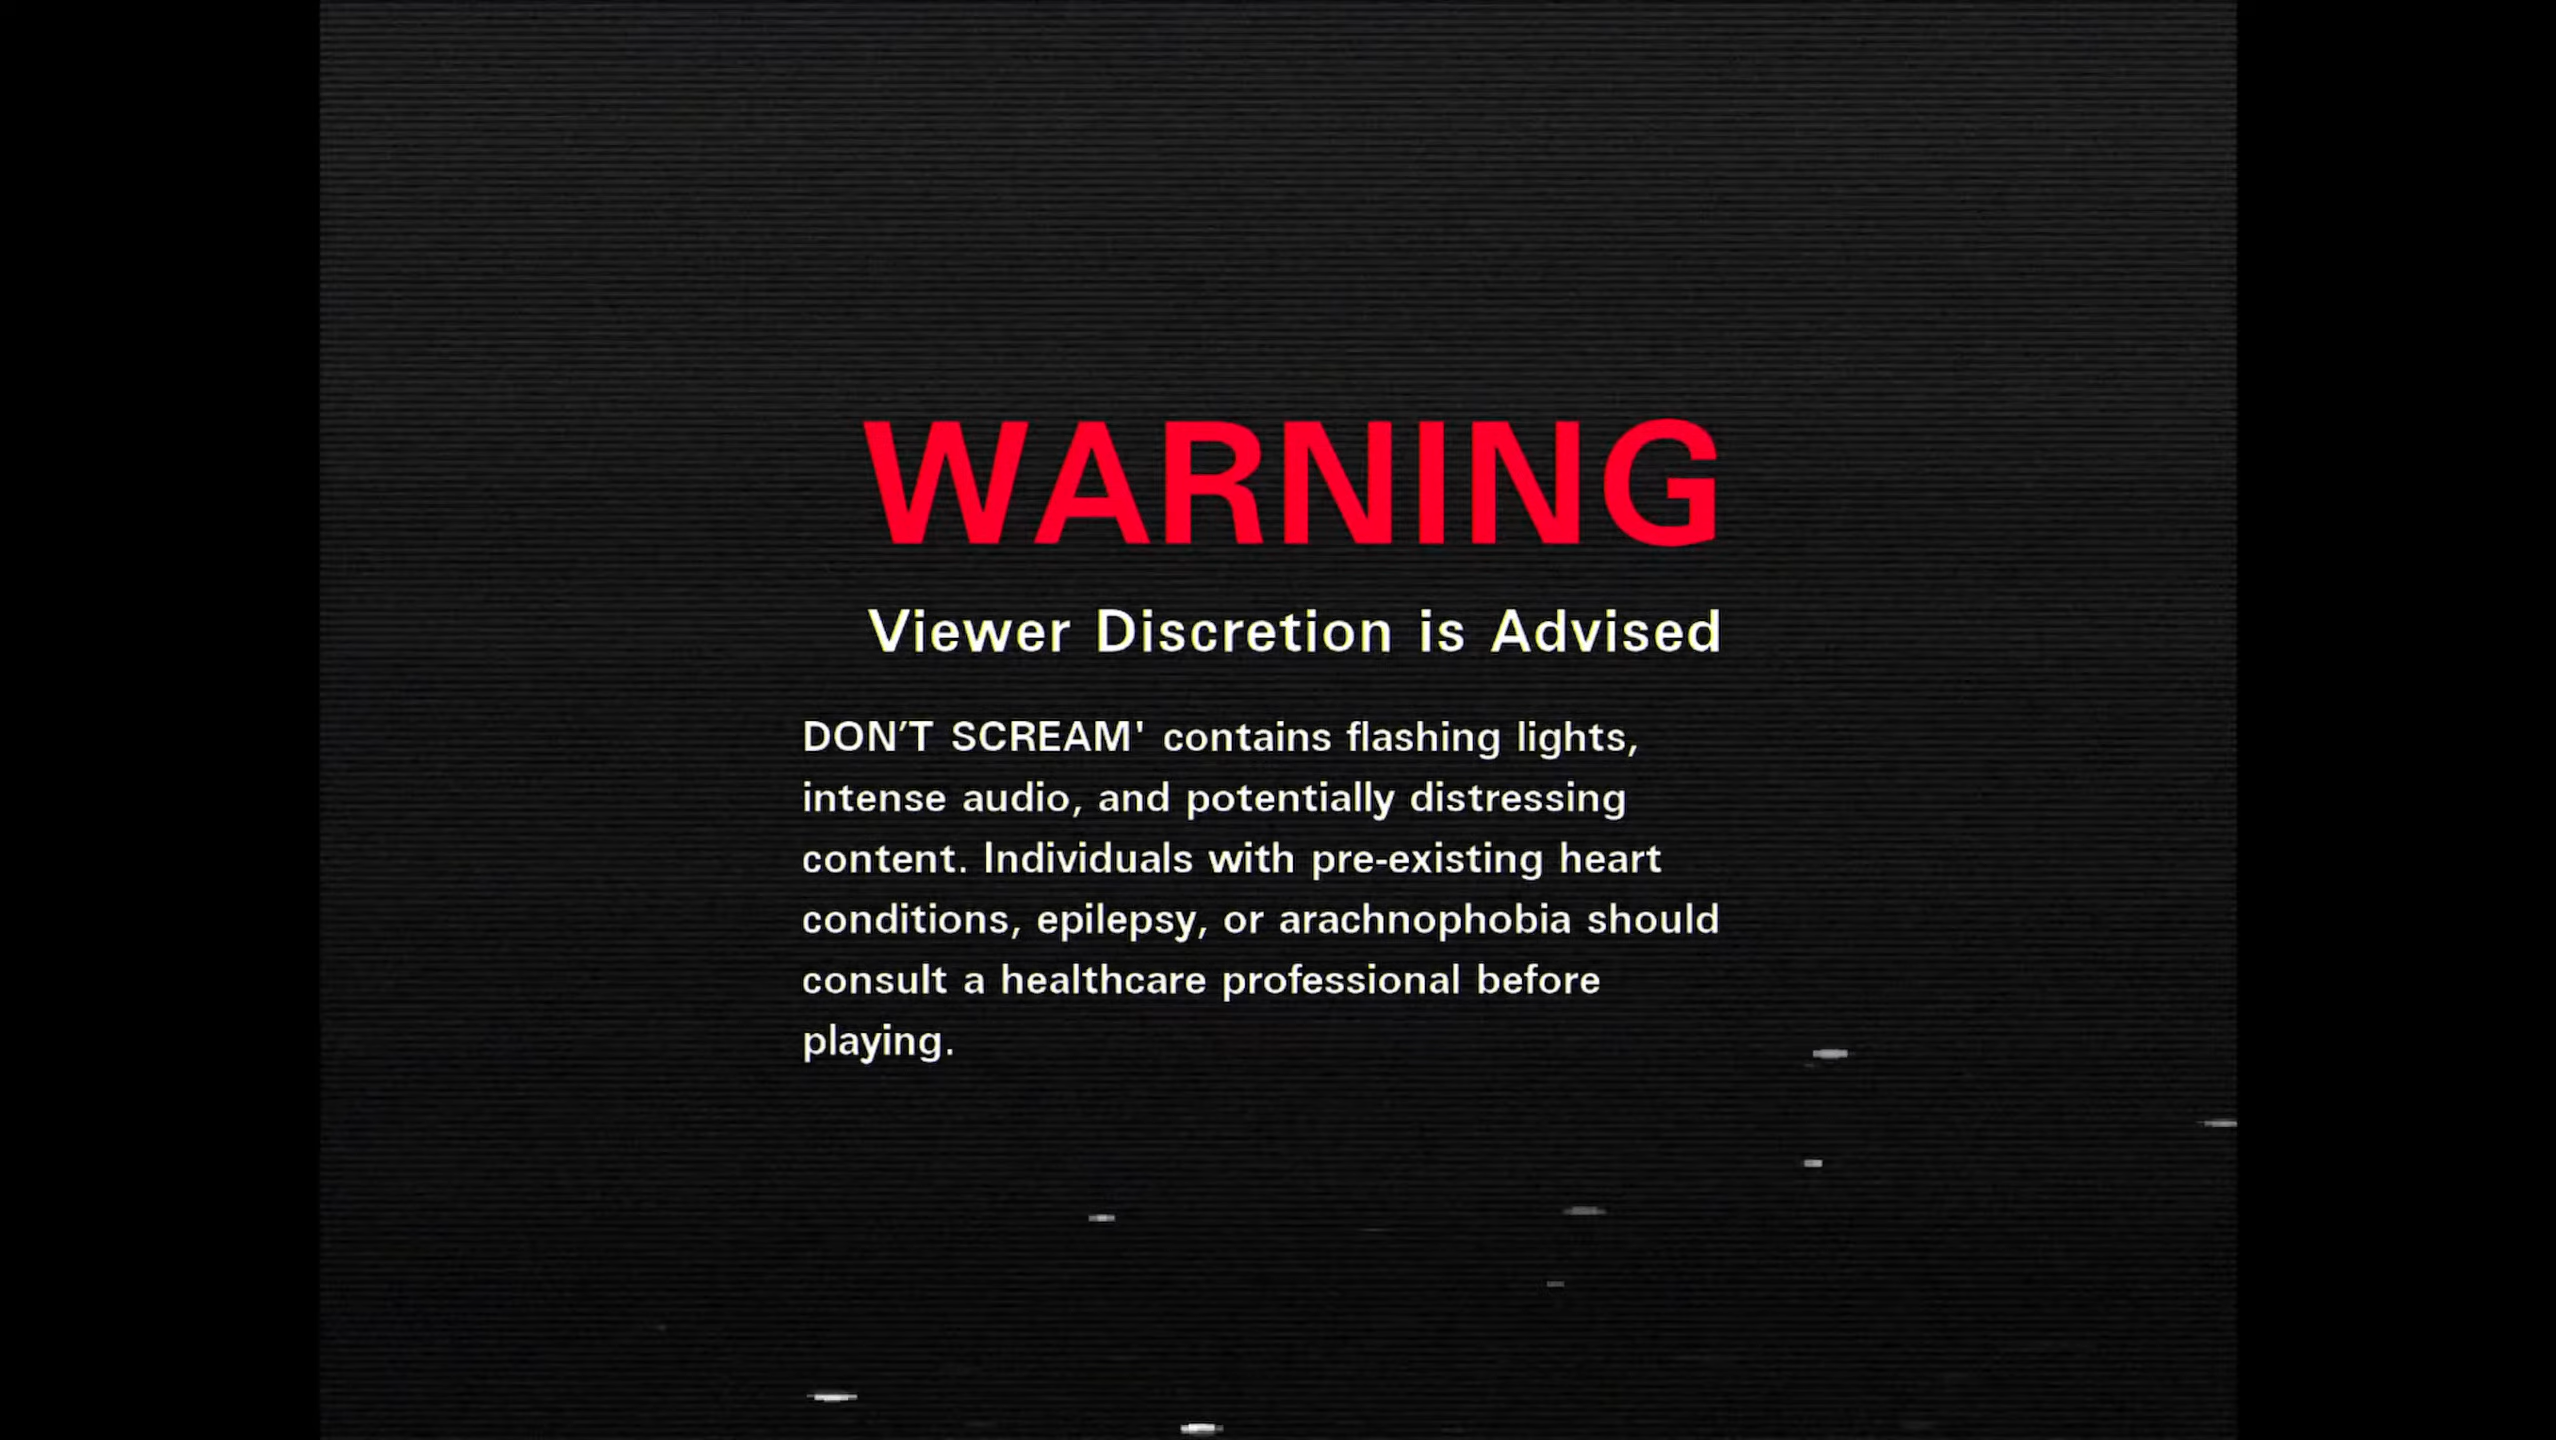 WARNING
Viewer Discretion is Advised
DON’T SCREAM' contains flashing lights,
intense audio, and potentially distressing
content. Individuals with pre-existing heart
conditions, epilepsy, or arachnophobia should
consult a healthcare professional before
playing.